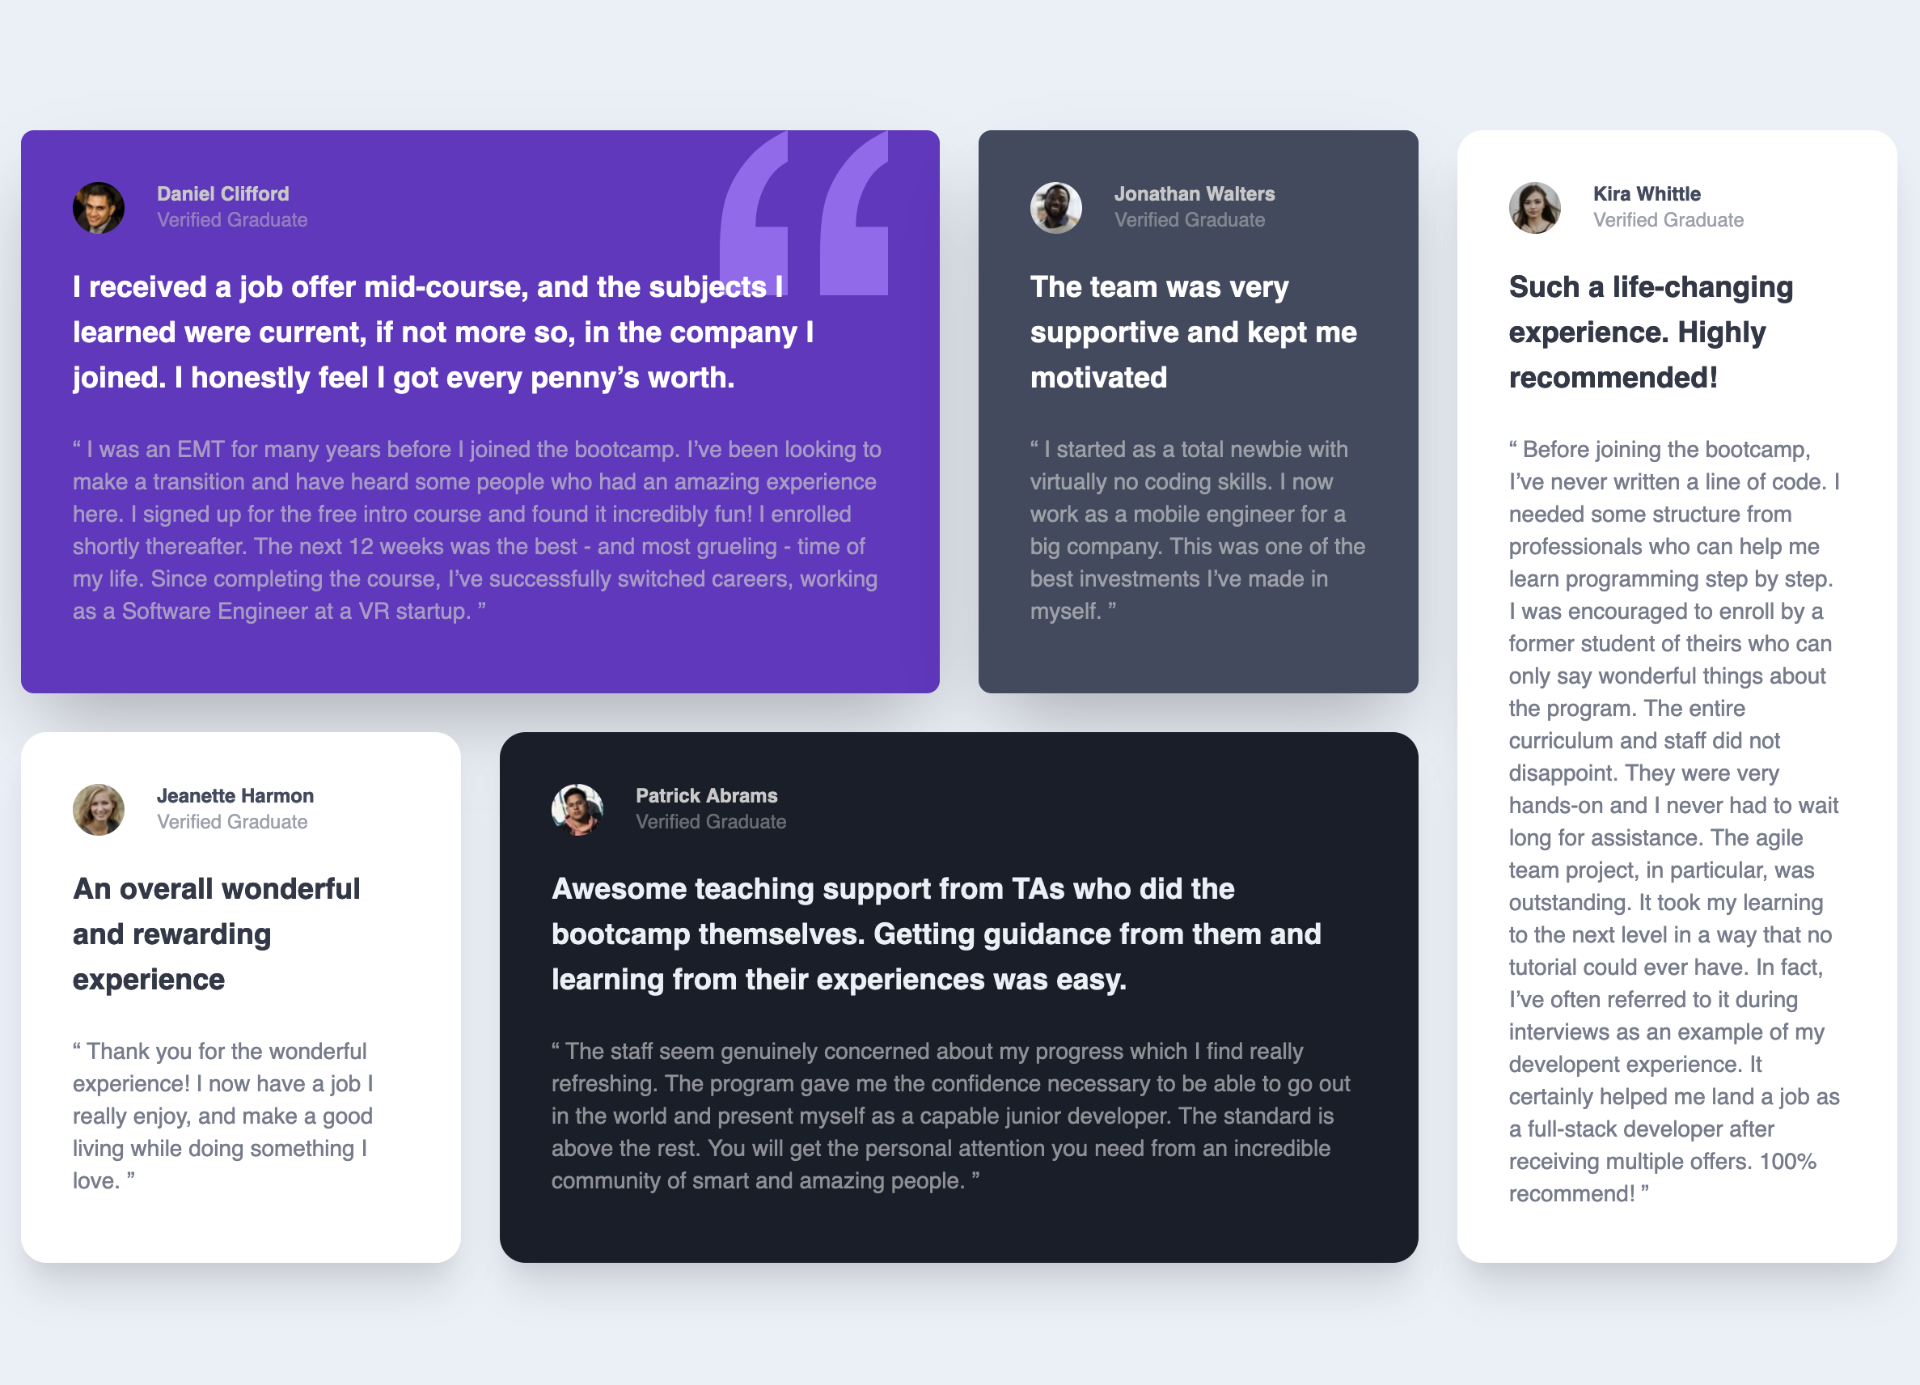 Daniel Clifford
Verified Graduate
I received a job offer mid-course, and the subjects I
learned were current, if not more so, in the company I
joined. I honestly feel I got every penny’s worth.
“ I was an EMT for many years before I joined the bootcamp. I’ve been looking to
make a transition and have heard some people who had an amazing experience
here. I signed up for the free intro course and found it incredibly fun! I enrolled
shortly thereafter. The next 12 weeks was the best - and most grueling - time of
my life. Since completing the course, I’ve successfully switched careers, working
as a Software Engineer at a VR startup. ”
Jonathan Walters
Verified Graduate
The team was very
supportive and kept me
motivated
“ I started as a total newbie with
virtually no coding skills. I now
work as a mobile engineer for a
big company. This was one of the
best investments I’ve made in
myself. ”
Kira Whittle
Verified Graduate
Such a life-changing
experience. Highly
recommended!
“ Before joining the bootcamp,
I’ve never written a line of code. I
needed some structure from
professionals who can help me
learn programming step by step.
I was encouraged to enroll by a
former student of theirs who can
only say wonderful things about
the program. The entire
curriculum and staff did not
disappoint. They were very
hands-on and I never had to wait
long for assistance. The agile
team project, in particular, was
outstanding. It took my learning
to the next level in a way that no
tutorial could ever have. In fact,
I’ve often referred to it during
interviews as an example of my
developent experience. It
certainly helped me land a job as
a full-stack developer after
receiving multiple offers. 100%
recommend! ”
Jeanette Harmon
Verified Graduate
An overall wonderful
and rewarding
experience
“ Thank you for the wonderful
experience! I now have a job I
really enjoy, and make a good
living while doing something I
love. ”
Patrick Abrams
Verified Graduate
Awesome teaching support from TAs who did the
bootcamp themselves. Getting guidance from them and
learning from their experiences was easy.
“ The staff seem genuinely concerned about my progress which I find really
refreshing. The program gave me the confidence necessary to be able to go out
in the world and present myself as a capable junior developer. The standard is
above the rest. You will get the personal attention you need from an incredible
community of smart and amazing people. ”